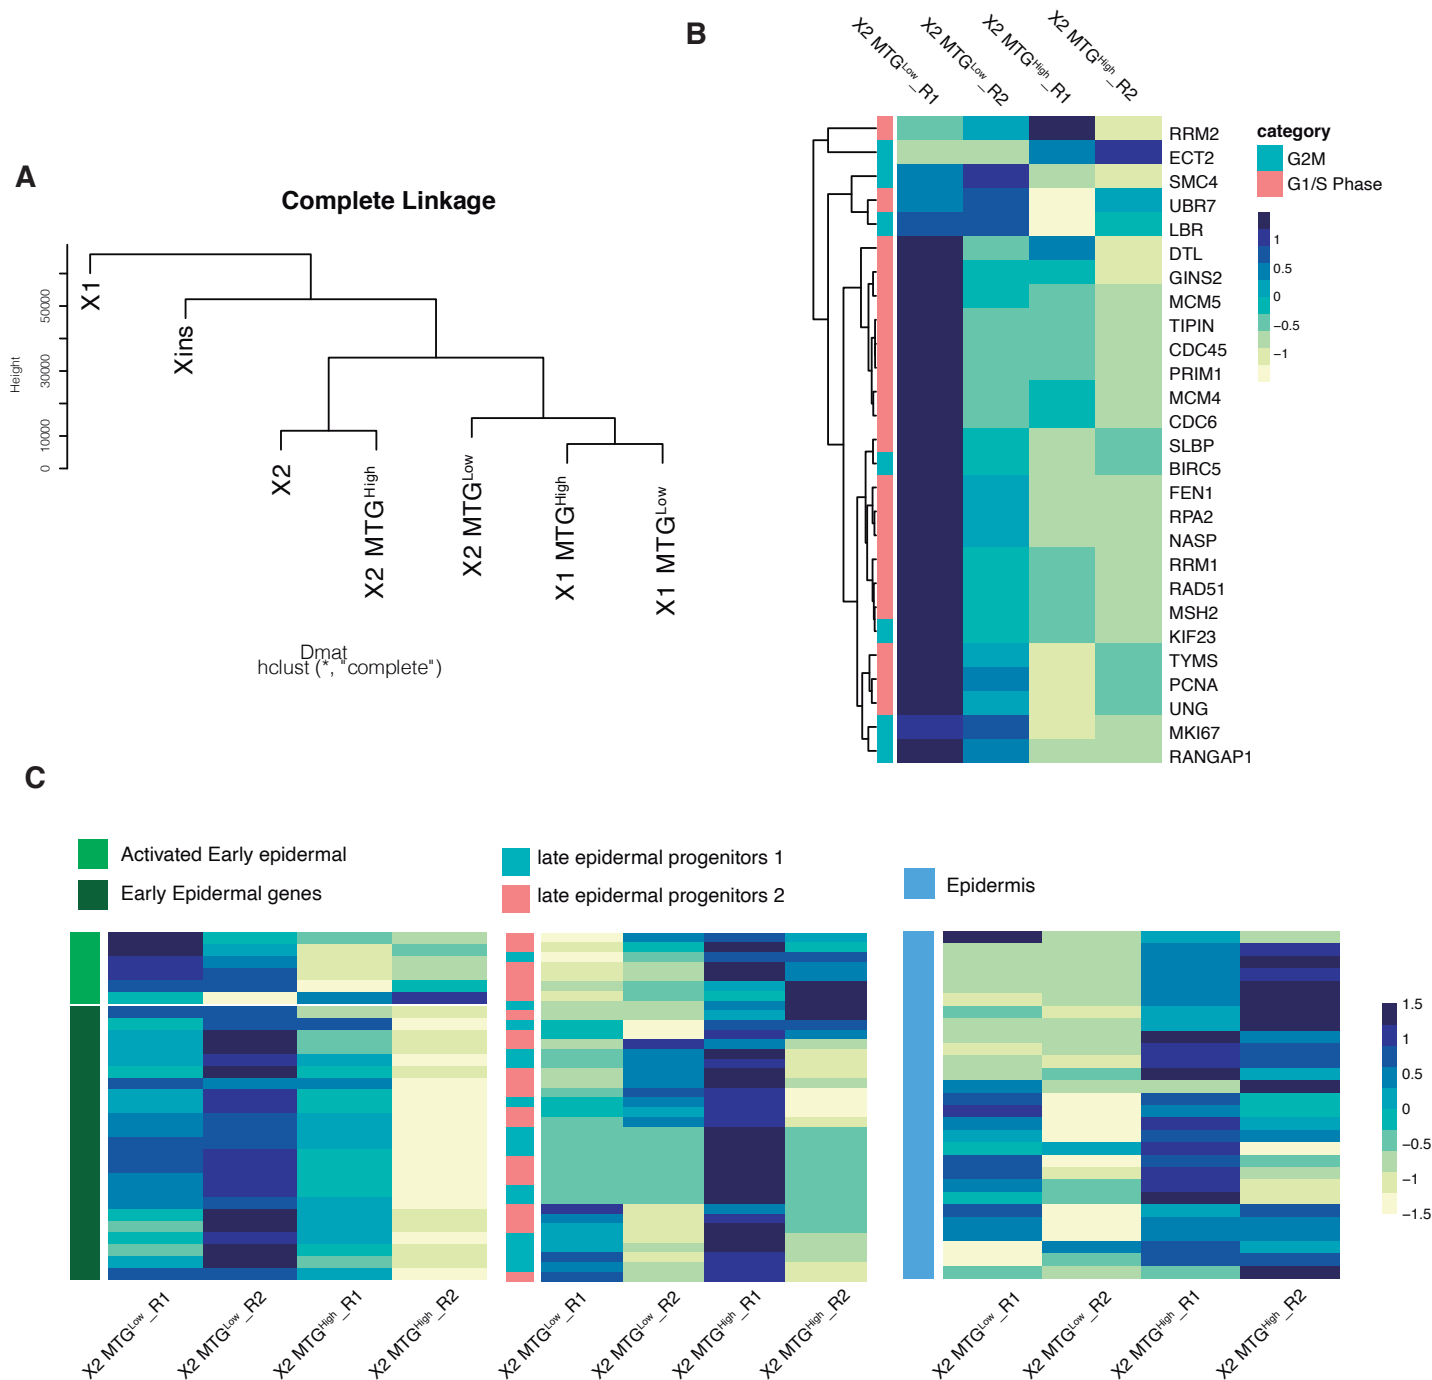 A
Complete Linkage
Height
0
10000
30000
50000
X1
Xins
X2
X2 MTGHigh
X2 MTGLow
X1 MTGHigh
X1 MTGLow
Dmat
hclust (*, "complete")
B
X2 MTGLow_R1
X2 MTGLow_R2
X2 MTGHigh_R1
X2 MTGHigh_R2
RRM2
ECT2
SMC4
UBR7
LBR
DTL
GINS2
MCM5
TIPIN
CDC45
PRIM1
MCM4
CDC6
SLBP
BIRC5
FEN1
RPA2
NASP
RRM1
RAD51
MSH2
KIF23
TYMS
PCNA
UNG
MKI67
RANGAP1
category
G2M
G1/S Phase
1
0.5
0
−0.5
−1
C
Activated Early epidermal
Early Epidermal genes
X2 MTGLow_R1
X2 MTGLow_R2
X2 MTGHigh_R1
X2 MTGHigh_R2
late epidermal progenitors 1
late epidermal progenitors 2
X2 MTGLow_R1
X2 MTGLow_R2
X2 MTGHigh_R1
X2 MTGHigh_R2
Epidermis
X2 MTGLow_R1
X2 MTGLow_R2
X2 MTGHigh_R1
X2 MTGHigh_R2
1.5
1
0.5
0
−0.5
−1
−1.5